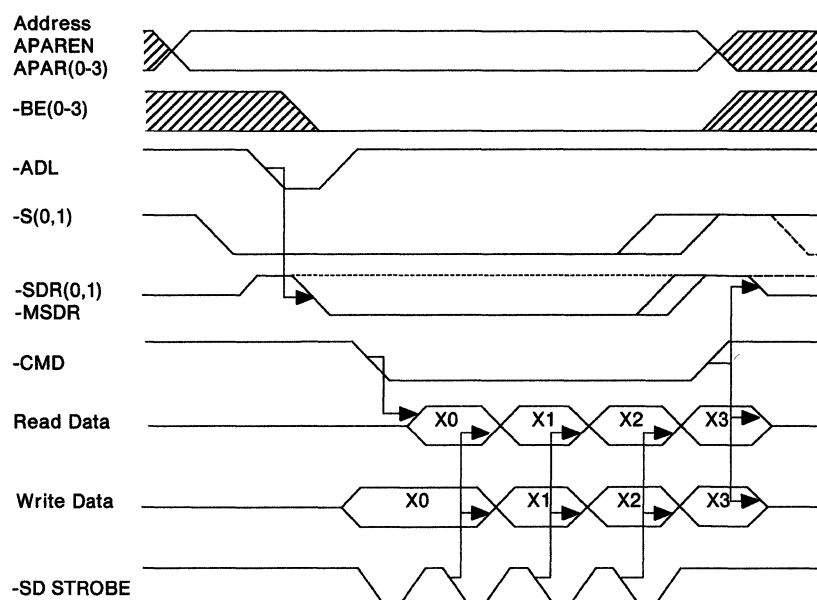 Address
APAREN
APAR(0-3)
-BE(0-3)
-ADL
-S(0,1)
-SDR(0,1)
-MSDR
-CMD
Read Data X0 X1 X2 X3
Write Data X0 X1 X2 X3
-SD STROBE